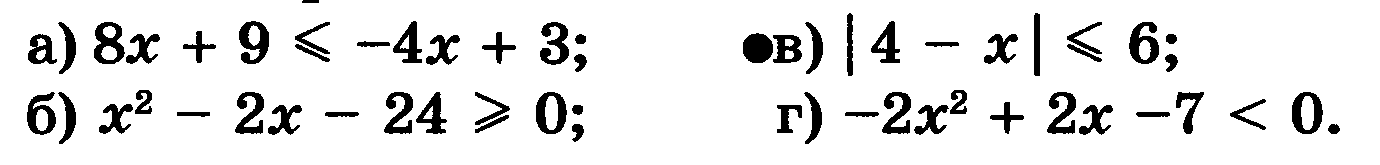 а) 8x + 9 ⩽ −4x + 3;
б) x² − 2x − 24 ⩾ 0;
●в) |4 − x| ⩽ 6;
г) −2x² + 2x −7 < 0.